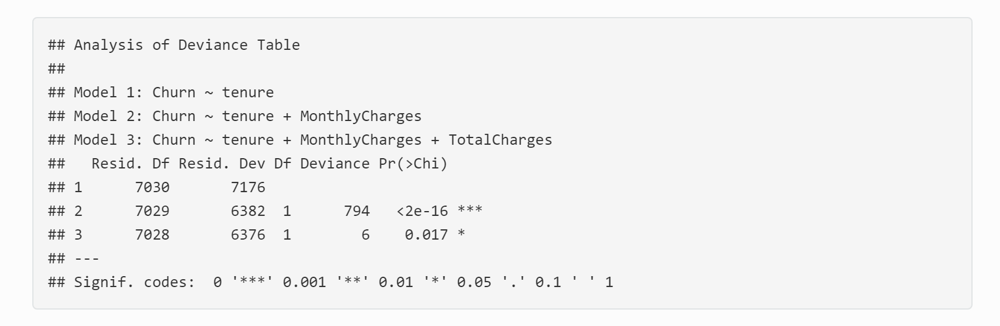 ## Analysis of Deviance Table
##
## Model 1: Churn ~ tenure
## Model 2: Churn ~ tenure + MonthlyCharges
## Model 3: Churn ~ tenure + MonthlyCharges + TotalCharges
##   Resid. Df Resid. Dev Df Deviance Pr(>Chi)
## 1      7030       7176
## 2      7029       6382  1      794   <2e-16 ***
## 3      7028       6376  1        6    0.017 *
## ---
## Signif. codes:  0 '***' 0.001 '**' 0.01 '*' 0.05 '.' 0.1 ' ' 1